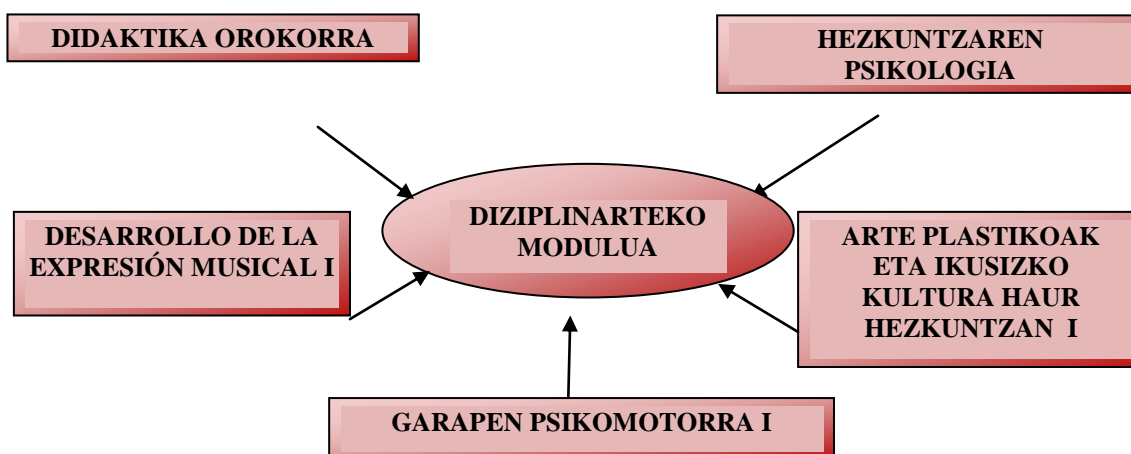 DIDAKTIKA OROKORRA
HEZKUNTZAREN
PSIKOLOGIA
DIZIPLINARTEKO
MODULUA
DESARROLLO DE LA
EXPRESIÓN MUSICAL I
ARTE PLASTIKOAK
ETA IKUSIZKO
KULTURA HAUR
HEZKUNTZAN I
GARAPEN PSIKOMOTORRA I